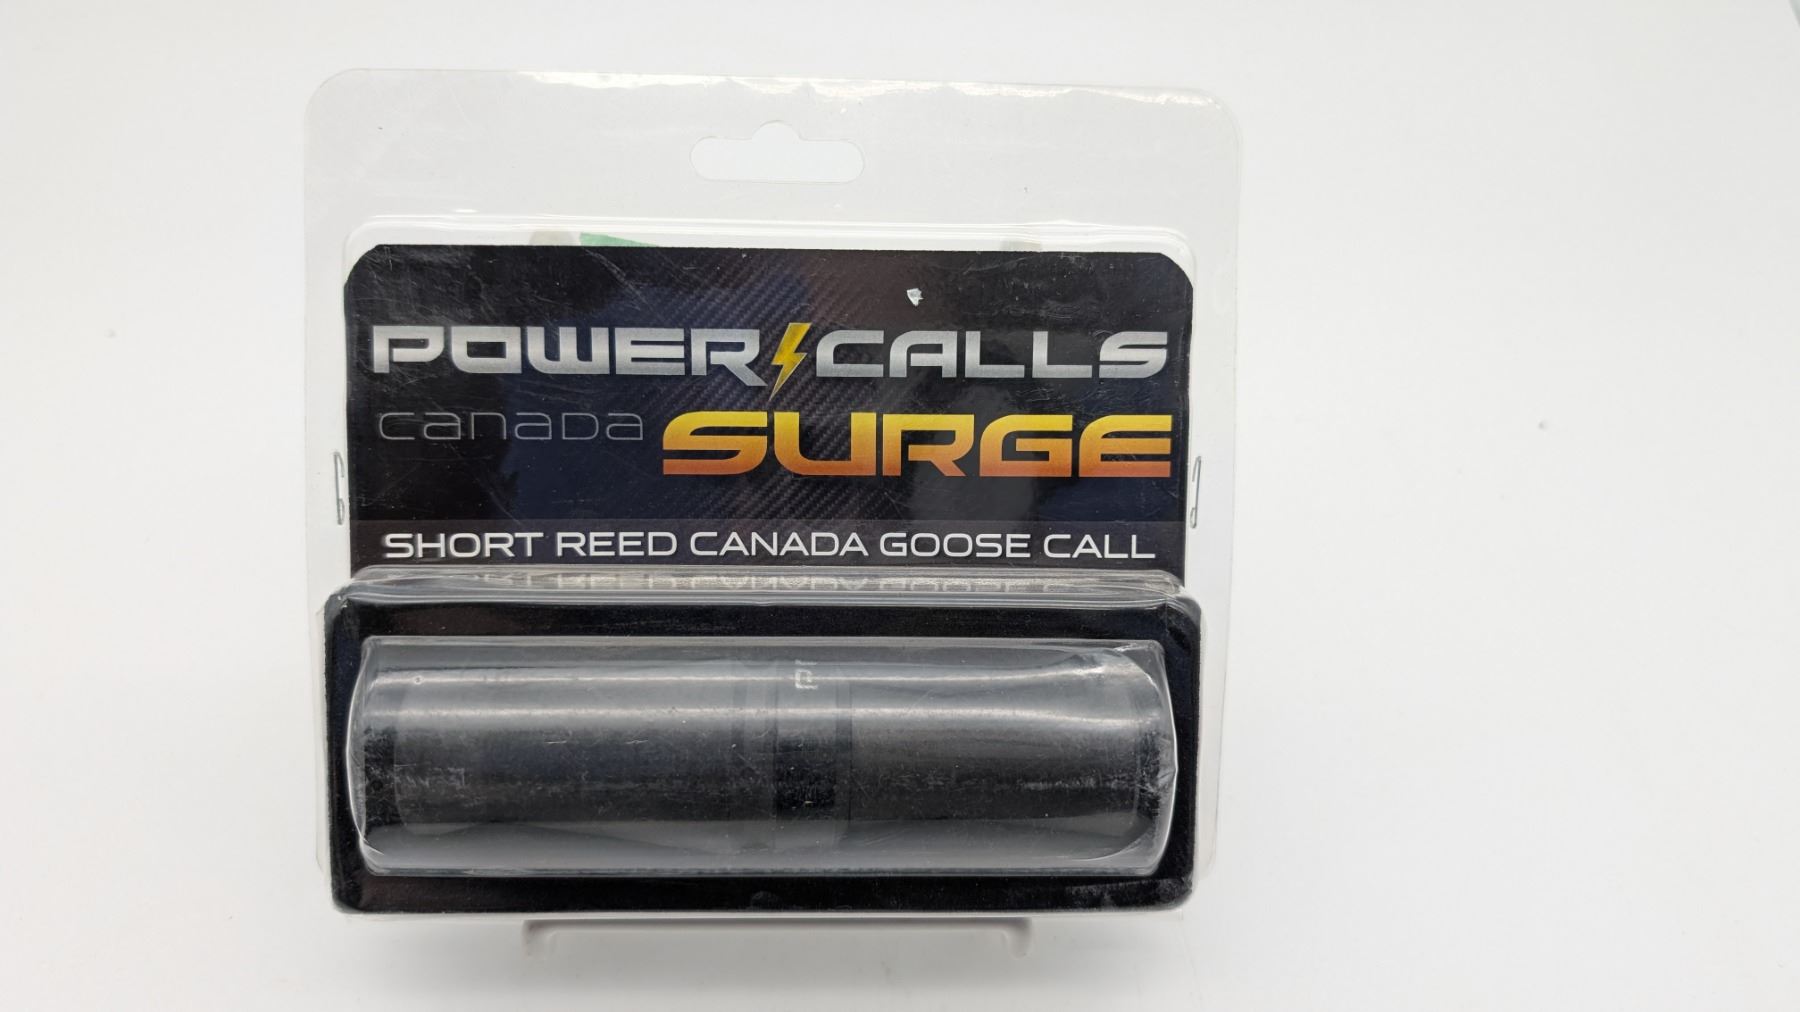 POWER CALLS
canada SURGE
SHORT REED CANADA GOOSE CALL